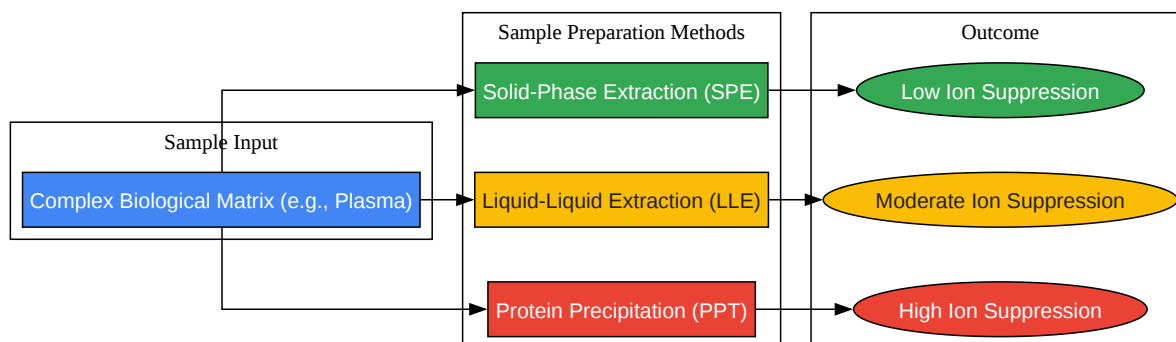 Sample Preparation Methods
Outcome
Solid-Phase Extraction (SPE)
Low Ion Suppression
Sample Input
Complex Biological Matrix (e.g., Plasma)
Liquid-Liquid Extraction (LLE)
Moderate Ion Suppression
Protein Precipitation (PPT)
High Ion Suppression